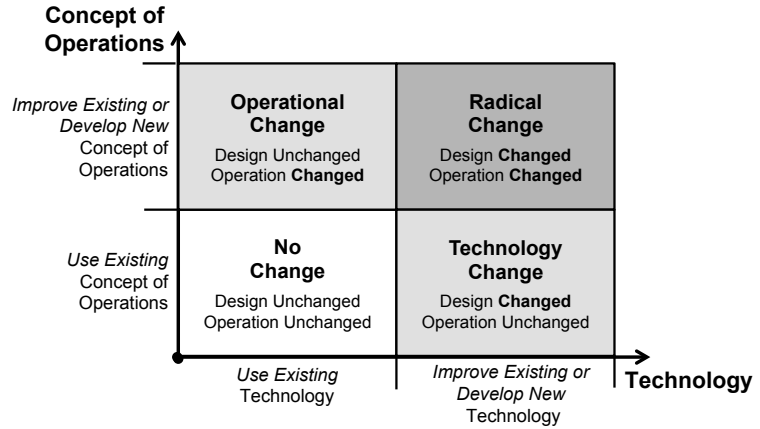 Concept of
Operations
Improve Existing or
Develop New
Concept of
Operations
Operational
Change
Design Unchanged
Operation Changed
Radical
Change
Design Changed
Operation Changed
Use Existing
Concept of
Operations
No
Change
Design Unchanged
Operation Unchanged
Technology
Change
Design Changed
Operation Unchanged
Use Existing
Technology
Improve Existing or
Develop New
Technology
Technology